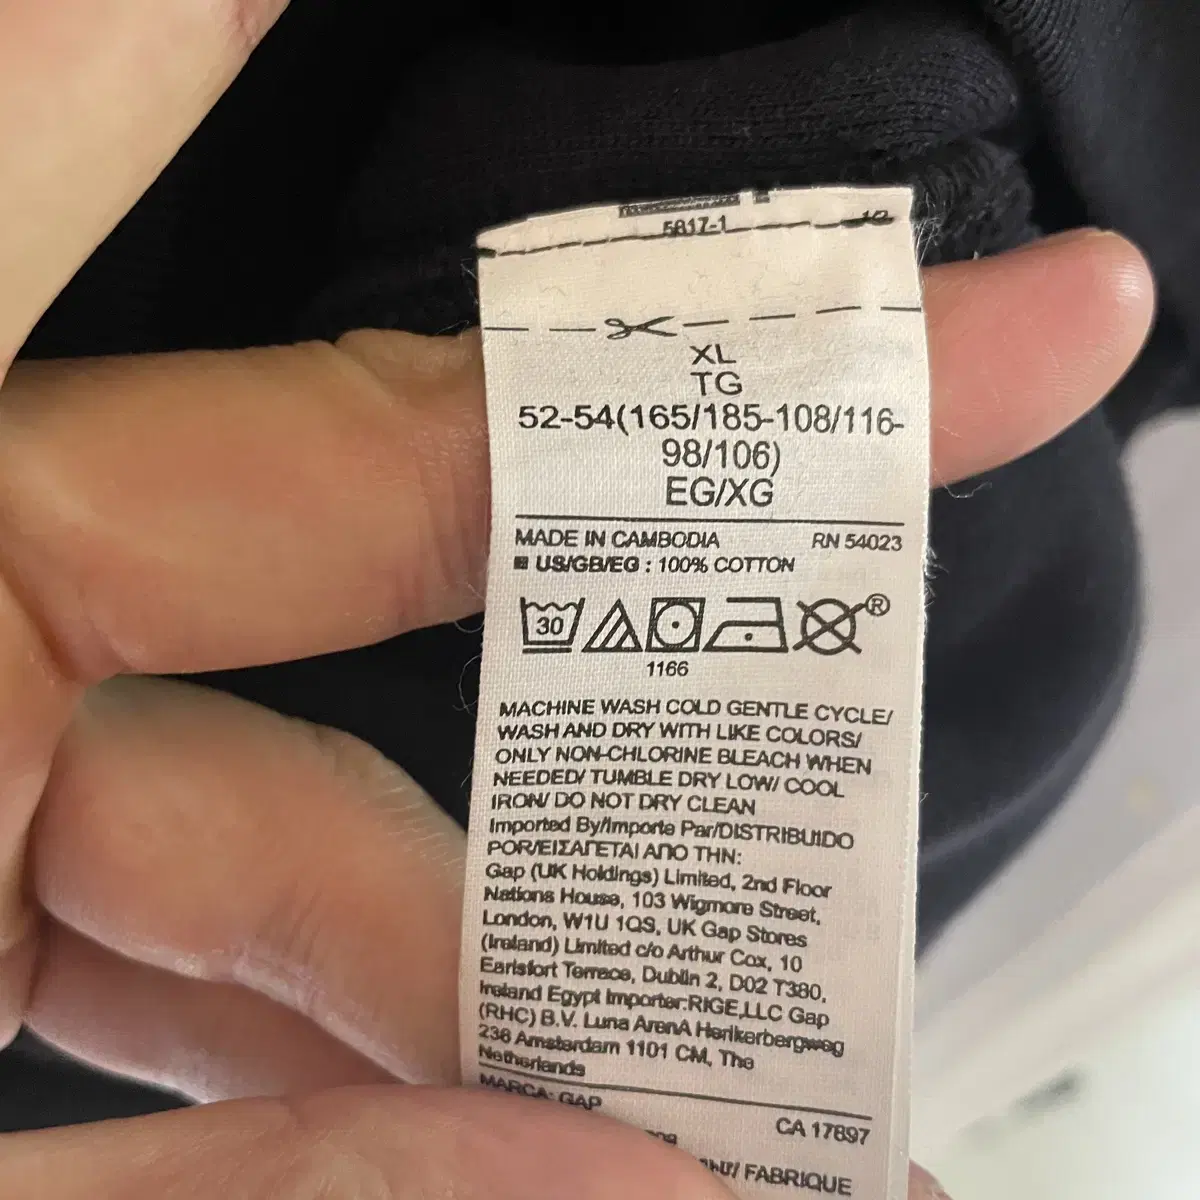 5817-1
XL
TG
52-54(165/185-108/116-
98/106)
EG/XG
MADE IN CAMBODIA RN 54023
US/GB/EG : 100% COTTON
30
®
1166
MACHINE WASH COLD GENTLE CYCLE/
WASH AND DRY WITH LIKE COLORS/
ONLY NON-CHLORINE BLEACH WHEN
NEEDED/ TUMBLE DRY LOW/ COOL
IRON/ DO NOT DRY CLEAN
Imported By/Importe Par/DISTRIBUIDO
POR/ΕΙΣΑΓΕΤΑΙ ΑΠΟ ΤΗΝ:
Gap (UK Holdings) Limited, 2nd Floor
Nations House, 103 Wigmore Street,
London, W1U 1QS, UK Gap Stores
(Ireland) Limited c/o Arthur Cox, 10
Earlsfort Terrace, Dublin 2, D02 T380,
Ireland Egypt Importer:RIGE,LLC Gap
(RHC) B.V. Luna ArenA Herikerbergweg
238 Amsterdam 1101 CM, The
Netherlands
MARCA: GAP
CA 17897
FABRIQUE